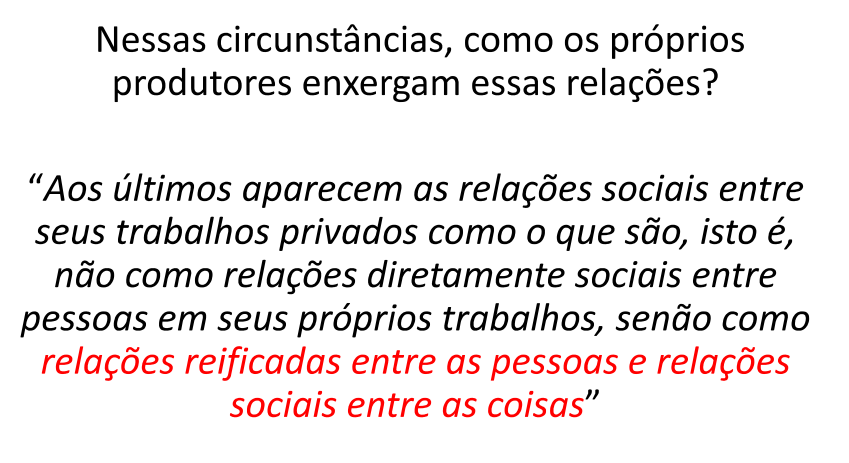 Nessas circunstâncias, como os próprios
produtores enxergam essas relações?
“Aos últimos aparecem as relações sociais entre
seus trabalhos privados como o que são, isto é,
não como relações diretamente sociais entre
pessoas em seus próprios trabalhos, senão como
relações reificadas entre as pessoas e relações
sociais entre as coisas”